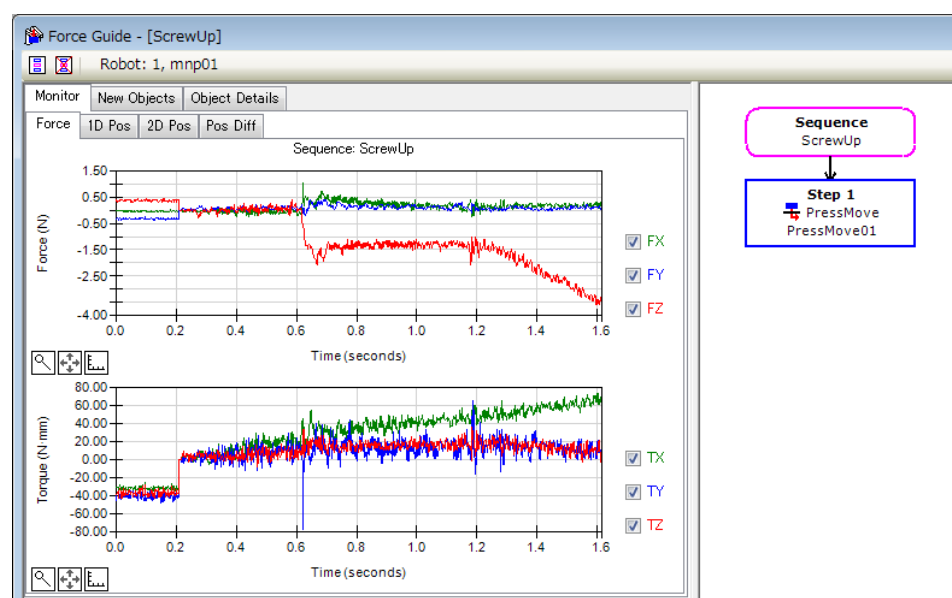 Force Guide - [ScrewUp]
Robot: 1, mnp01
Monitor New Objects Object Details
Force 1D Pos 2D Pos Pos Diff
Sequence: ScrewUp
1.50
0.50
-0.50
-1.50
-2.50
-4.00
Force (N)
0.0 0.2 0.4 0.6 0.8 1.0 1.2 1.4 1.6
Time (seconds)
FX
FY
FZ
80.00
60.00
40.00
20.00
0.00
-20.00
-40.00
-60.00
-80.00
Torque (N·mm)
0.0 0.2 0.4 0.6 0.8 1.0 1.2 1.4 1.6
Time (seconds)
TX
TY
TZ
Sequence
ScrewUp
Step 1
PressMove
PressMove01